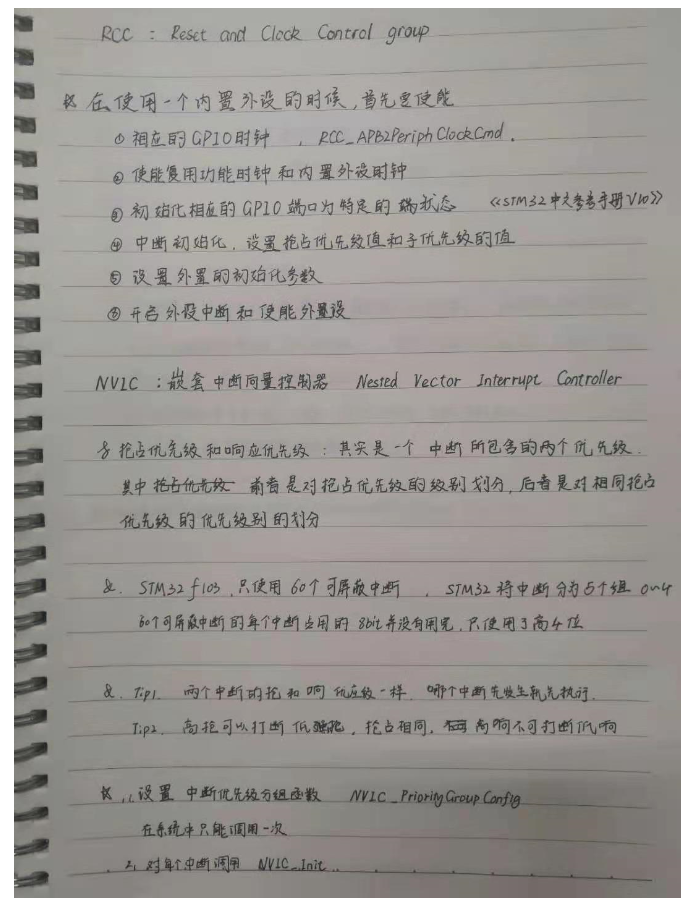 RCC : Reset and Clock Control group
在使用一个内置外设的时候,首先要使能
① 相应的GPIO时钟 , RCC_APB2PeriphClockCmd.
② 使能复用功能时钟和内置外设时钟
③ 初始化相应的GPIO端口为特定的端状态 《STM32中文参考手册V10》
④ 中断初始化,设置抢占优先级值和子优先级的值
⑤ 设置外置的初始化参数
⑥ 开启外设中断和使能外置设
NVIC : 嵌套中断向量控制器 Nested Vector Interrupt Controller
& 抢占优先级和响应优先级 : 其实是一个 中断所包含的两个优先级.
其中 抢占优先级 前者是对抢占优先级的级别划分,后者是对相同抢占
优先级的优先级别的划分
&. STM32f103,只使用60个可屏蔽中断 , STM32将中断分为5个组 0~4
60个可屏蔽中断的每个中断占用的 8bit并没有用完,只使用了高4位
&. Tip1. 两个中断的抢和响优先级一样.哪个中断先发生就先执行.
Tip2. 高抢可以打断低抢,抢占相同,高响不可打断低响
1、设置 中断优先级分组函数 NVIC_PriorityGroupConfig
在系统中只能调用一次
2、对每个中断调用 NVIC_Init